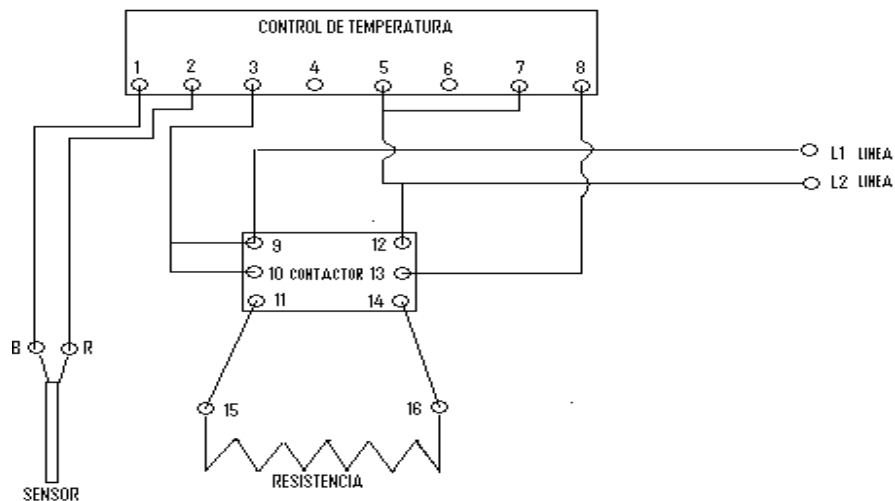 CONTROL DE TEMPERATURA
1 2 3 4 5 6 7 8
L1 LINEA
L2 LINEA
9 12
10 CONTACTOR 13
11 14
B R
15 16
RESISTENCIA
SENSOR